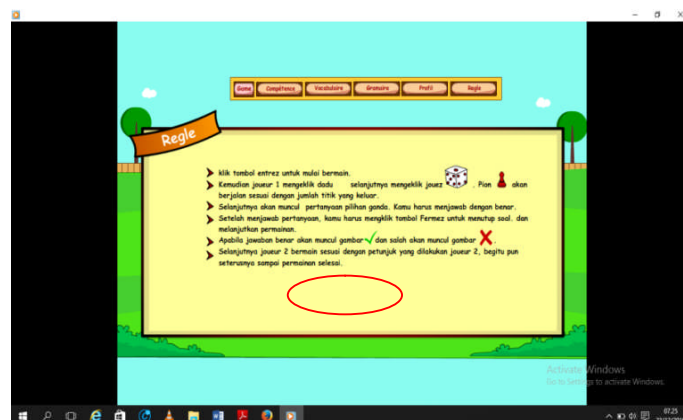 Game Compétence Vocabulaire Gramaire Profil Regle
Regle
klik tombol entrez untuk mulai bermain.
Kemudian joueur 1 mengeklik dadu selanjutnya mengeklik jouez . Pion akan
berjalan sesuai dengan jumlah titik yang keluar.
Selanjutnya akan muncul pertanyaan pilihan ganda. Kamu harus menjawab dengan benar.
Setelah menjawab pertanyaan, kamu harus mengklik tombol Fermez untuk menutup soal. dan
melanjutkan permainan.
Apabila jawaban benar akan muncul gambar dan salah akan muncul gambar .
Selanjutnya joueur 2 bermain sesuai dengan petunjuk yang dilakukan joueur 2, begitu pun
seterusnya sampai permainan selesai.
Activate Windows
Go to Settings to activate Windows.
07.25